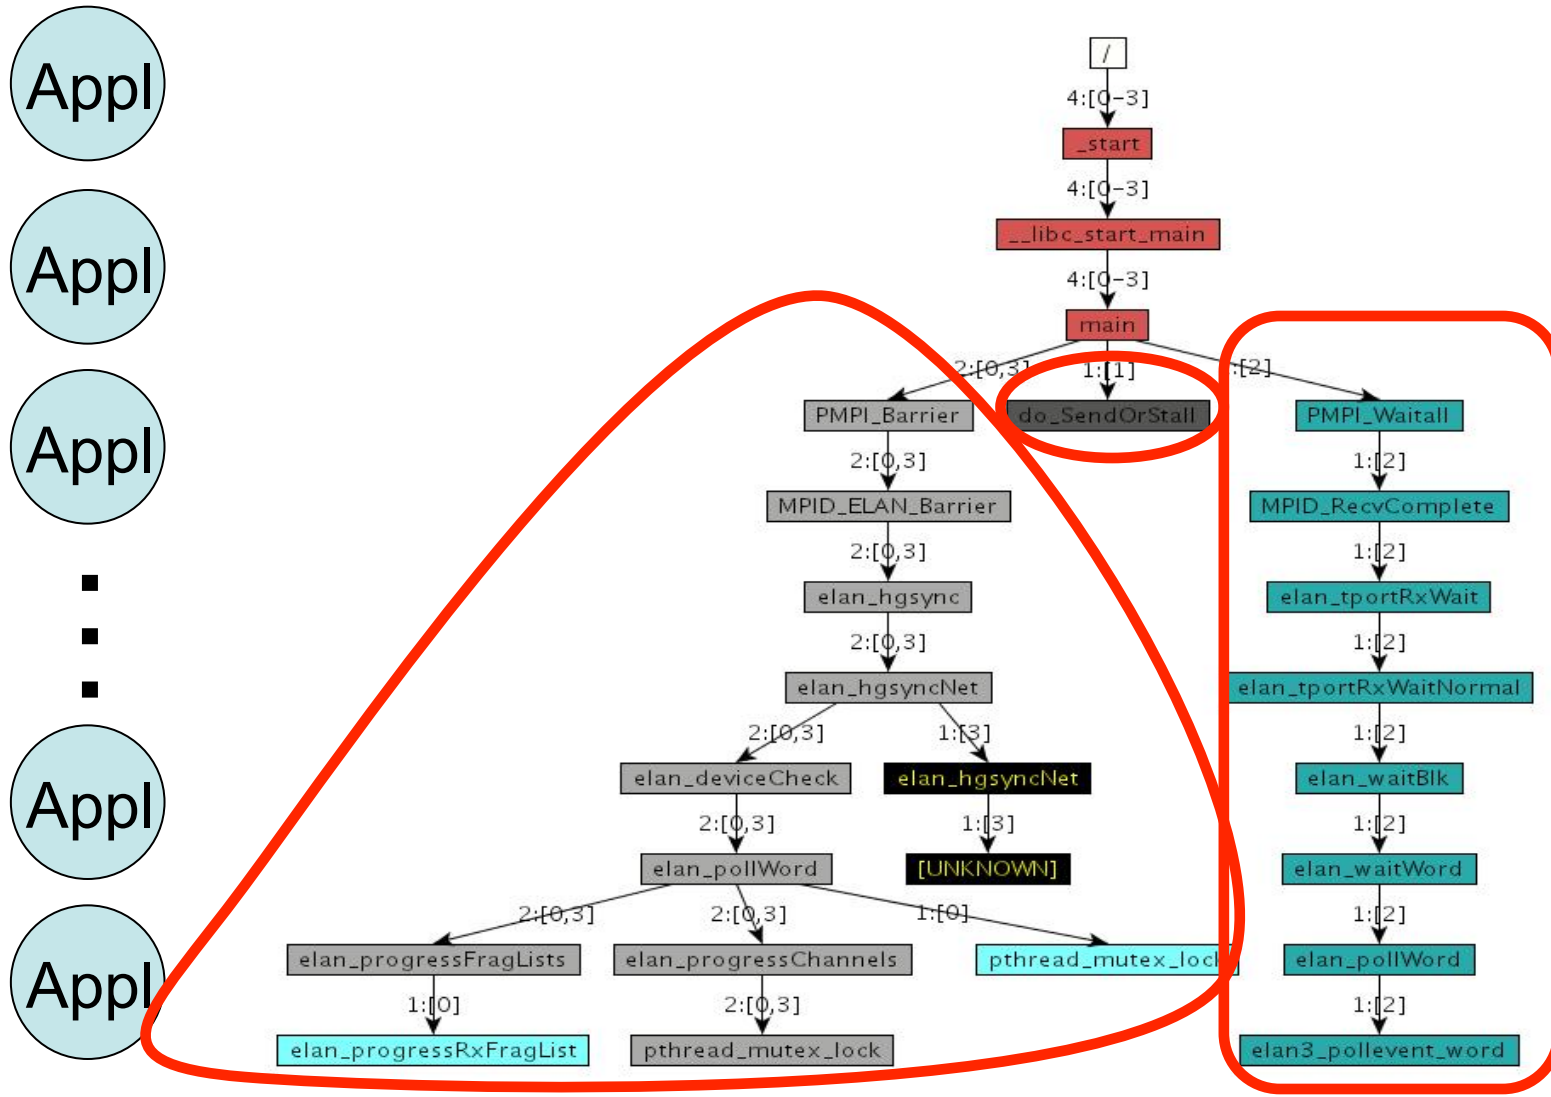 Appl
Appl
Appl
Appl
Appl
/
4:[0-3]
_start
4:[0-3]
__libc_start_main
4:[0-3]
main
2:[0,3] 1:[1] :[2]
PMPI_Barrier do_SendOrStall PMPI_Waitall
2:[0,3] 1:[2]
MPID_ELAN_Barrier MPID_RecvComplete
2:[0,3] 1:[2]
elan_hgsync elan_tportRxWait
2:[0,3] 1:[2]
elan_hgsyncNet elan_tportRxWaitNormal
2:[0,3] 1:[3] 1:[2]
elan_deviceCheck elan_hgsyncNet elan_waitBlk
2:[0,3] 1:[3] 1:[2]
elan_pollWord [UNKNOWN] elan_waitWord
2:[0,3] 2:[0,3] 1:[0] 1:[2]
elan_progressFragLists elan_progressChannels pthread_mutex_lock elan_pollWord
1:[0] 2:[0,3] 1:[2]
elan_progressRxFragList pthread_mutex_lock elan3_pollevent_word